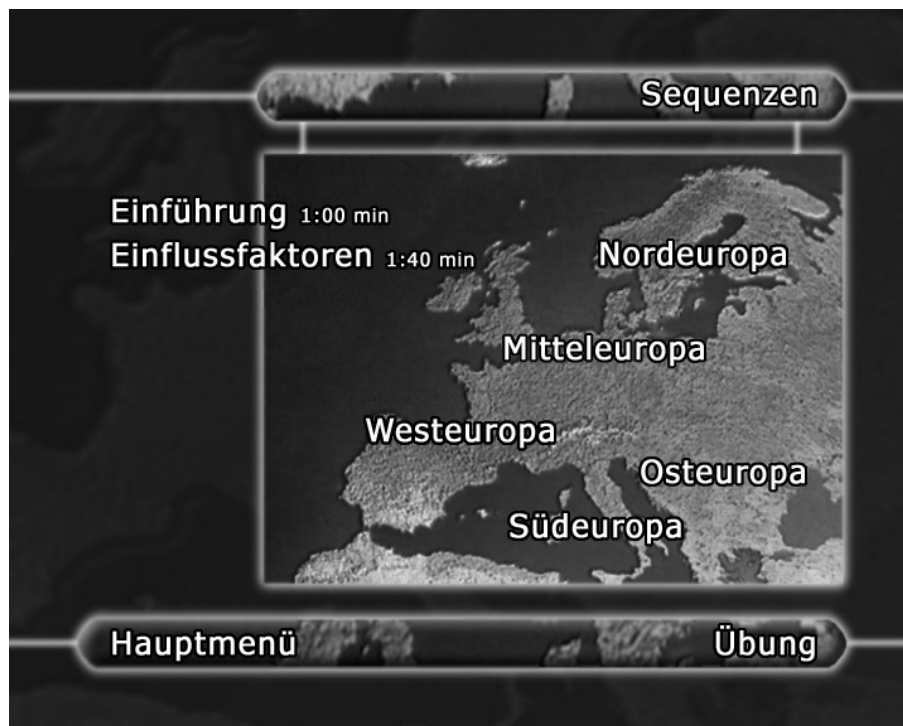 Sequenzen
Einführung 1:00 min
Einflussfaktoren 1:40 min
Nordeuropa
Mitteleuropa
Westeuropa
Osteuropa
Südeuropa
Hauptmenü
Übung